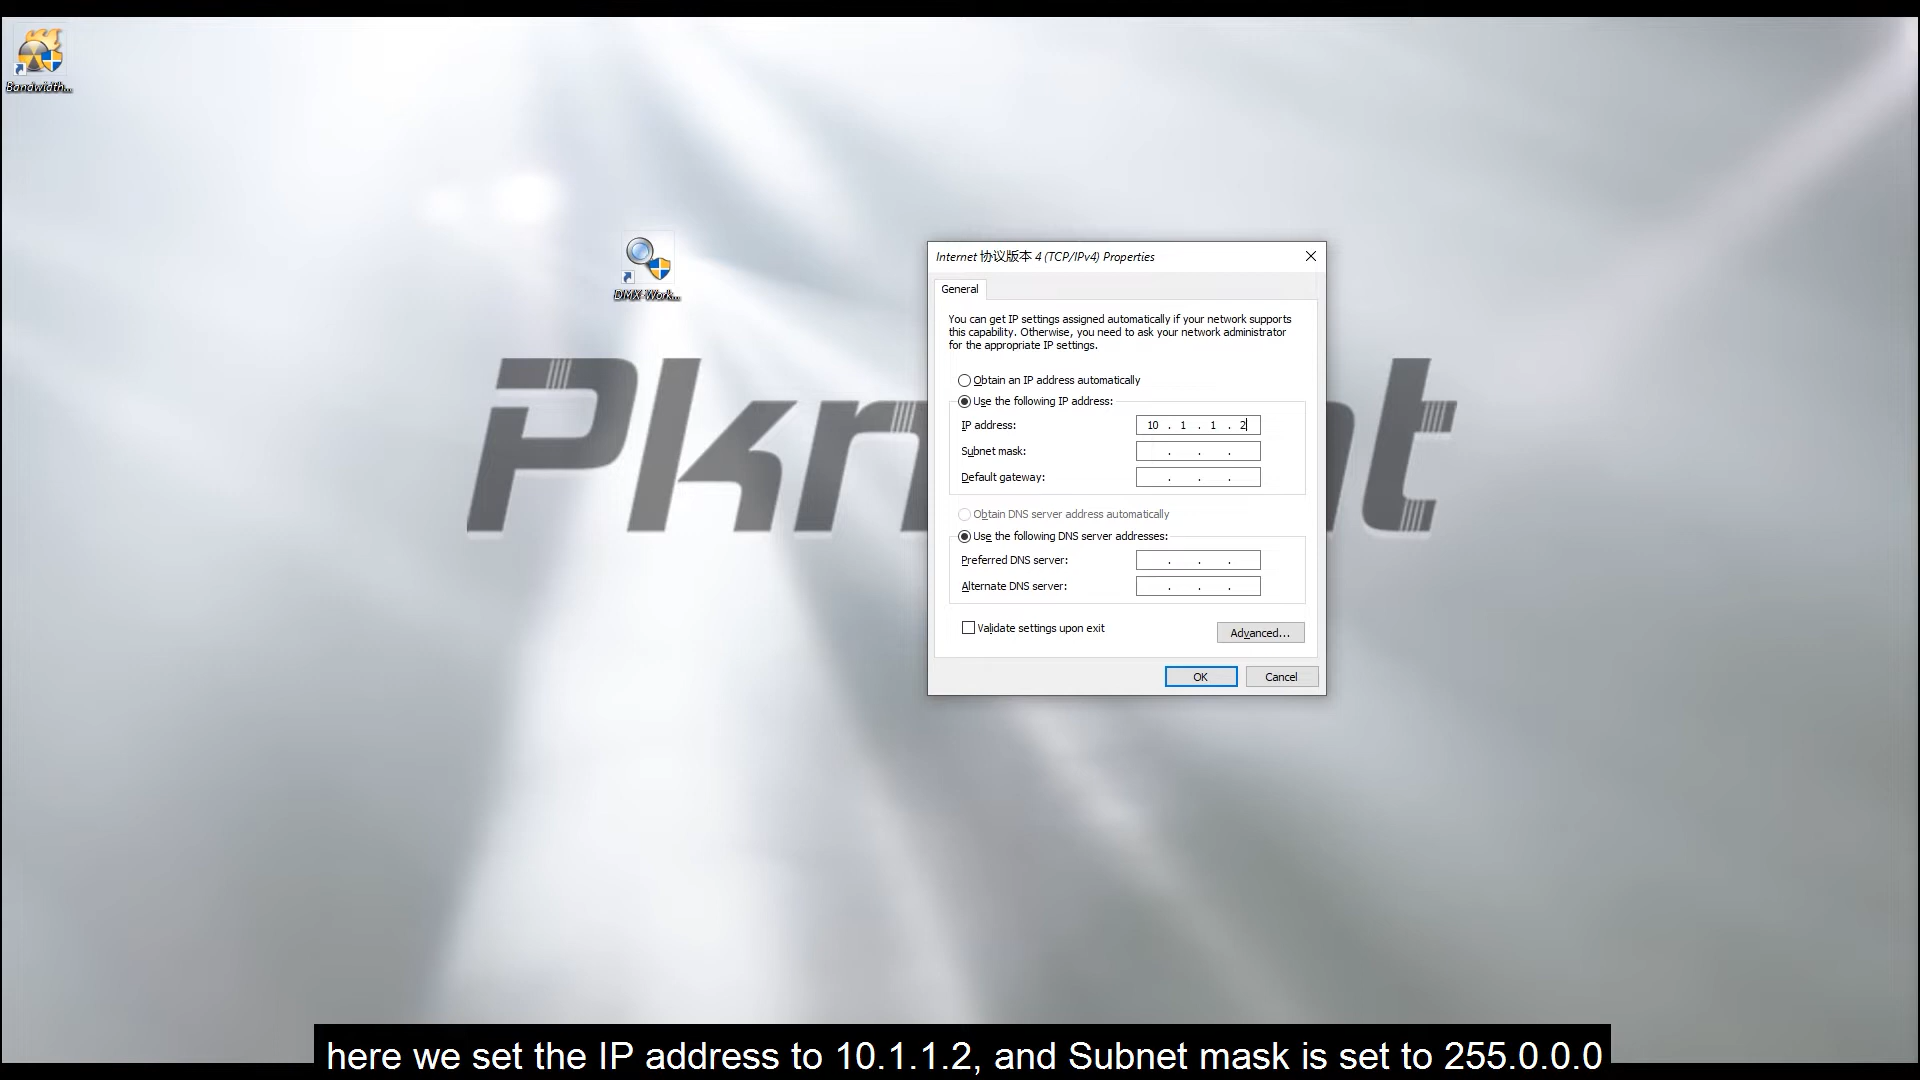 Bandwidth...
DMX-Work...
Internet 协议版本 4 (TCP/IPv4) Properties
General
You can get IP settings assigned automatically if your network supports
this capability. Otherwise, you need to ask your network administrator
for the appropriate IP settings.
Obtain an IP address automatically
Use the following IP address:
IP address: 10 . 1 . 1 . 2
Subnet mask: . . .
Default gateway: . . .
Obtain DNS server address automatically
Use the following DNS server addresses:
Preferred DNS server: . . .
Alternate DNS server: . . .
Validate settings upon exit
Advanced...
OK Cancel
here we set the IP address to 10.1.1.2, and Subnet mask is set to 255.0.0.0